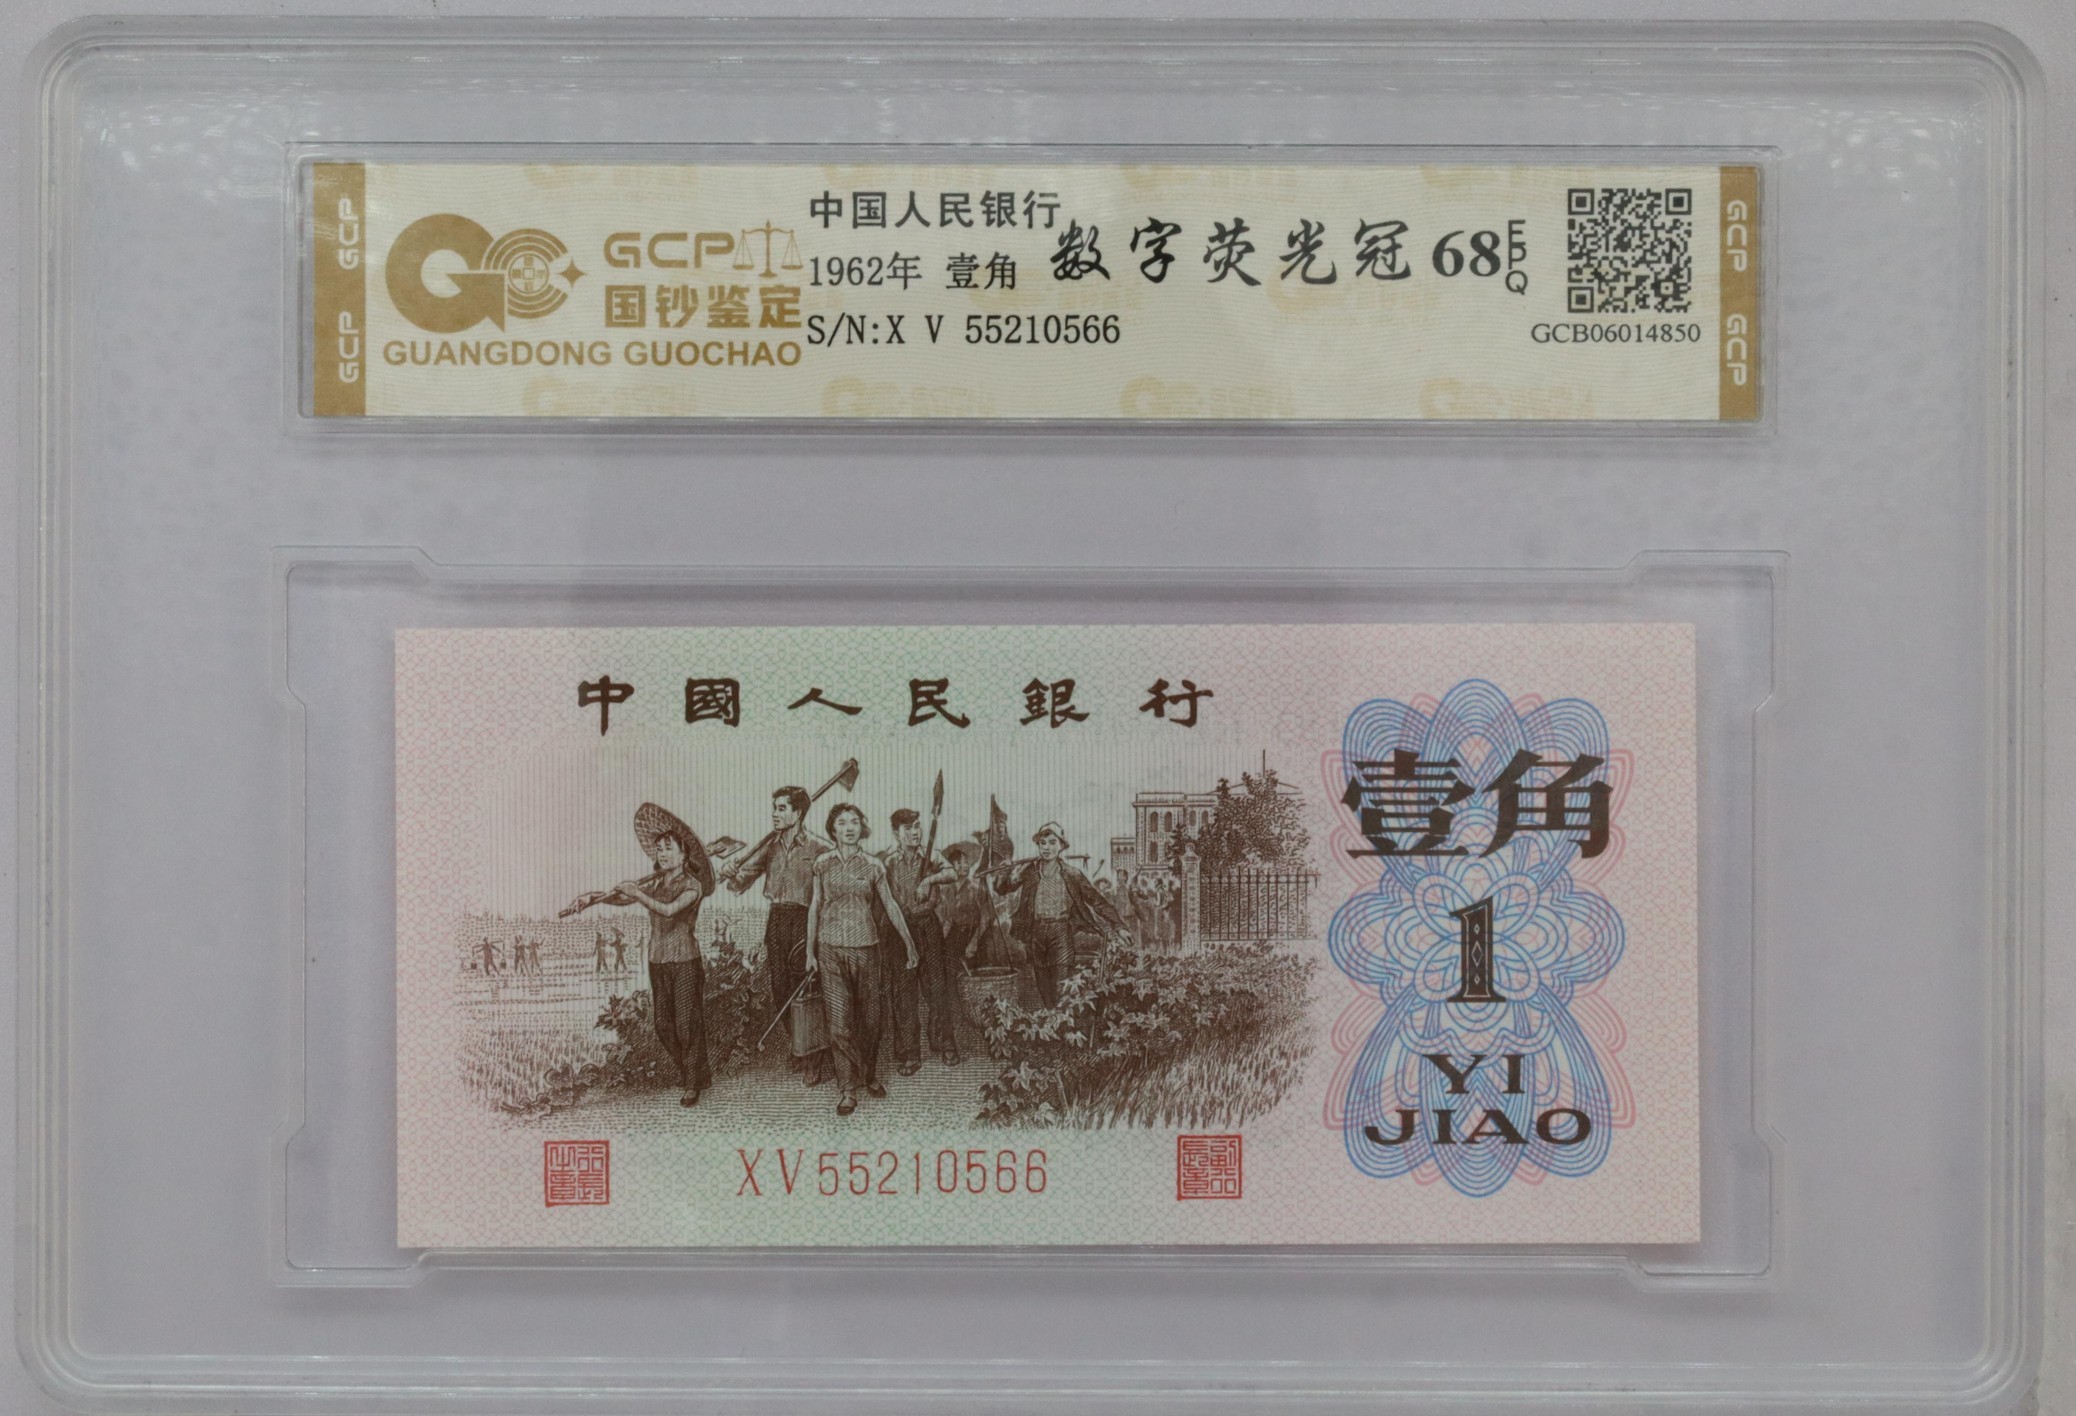 GCP
GCP
GCP
国钞鉴定
GUANGDONG GUOCHAO
中国人民银行
1962年 壹角
S/N:X V 55210566
数字荧光冠 68 EPQ
GCB06014850
GCP
GCP
中國人民銀行
壹角
1
YI
JIAO
XV55210566